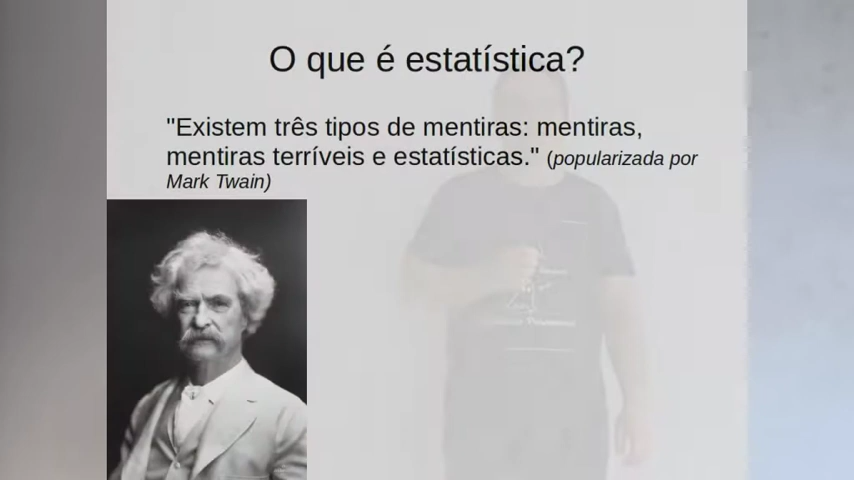 O que é estatística?
"Existem três tipos de mentiras: mentiras,
mentiras terríveis e estatísticas." (popularizada por
Mark Twain)